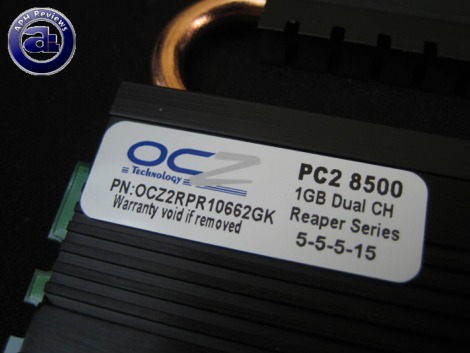 APH Reviews
OCZ
Technology
PN:OCZ2RPR10662GK
Warranty void if removed
PC2 8500
1GB Dual CH
Reaper Series
5-5-5-15